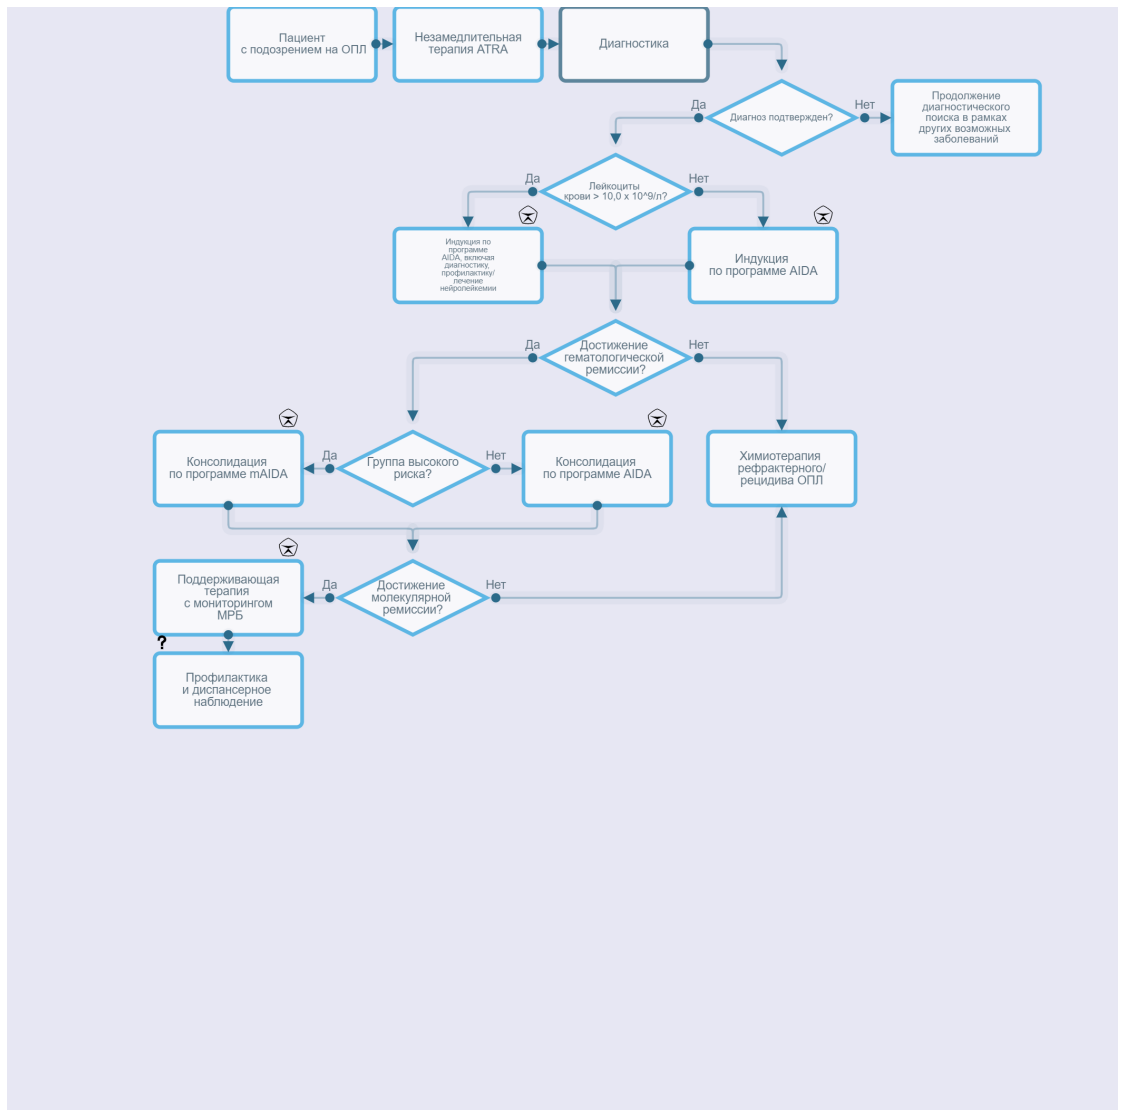 Пациент
с подозрением на ОПЛ
Незамедлительная
терапия ATRA
Диагностика
Диагноз подтвержден?
Да
Нет
Продолжение
диагностического
поиска в рамках
других возможных
заболеваний
Лейкоциты
крови > 10,0 х 10^9/л?
Да
Нет
Индукция по
программе
AIDA, включая
диагностику,
профилактику/
лечение
нейролейкемии
Индукция
по программе AIDA
Достижение
гематологической
ремиссии?
Да
Нет
Консолидация
по программе mAIDA
Да
Группа высокого
риска?
Нет
Консолидация
по программе AIDA
Химиотерапия
рефрактерного/
рецидива ОПЛ
Поддерживающая
терапия
с мониторингом
МРБ
Да
Достижение
молекулярной
ремиссии?
Нет
?
Профилактика
и диспансерное
наблюдение